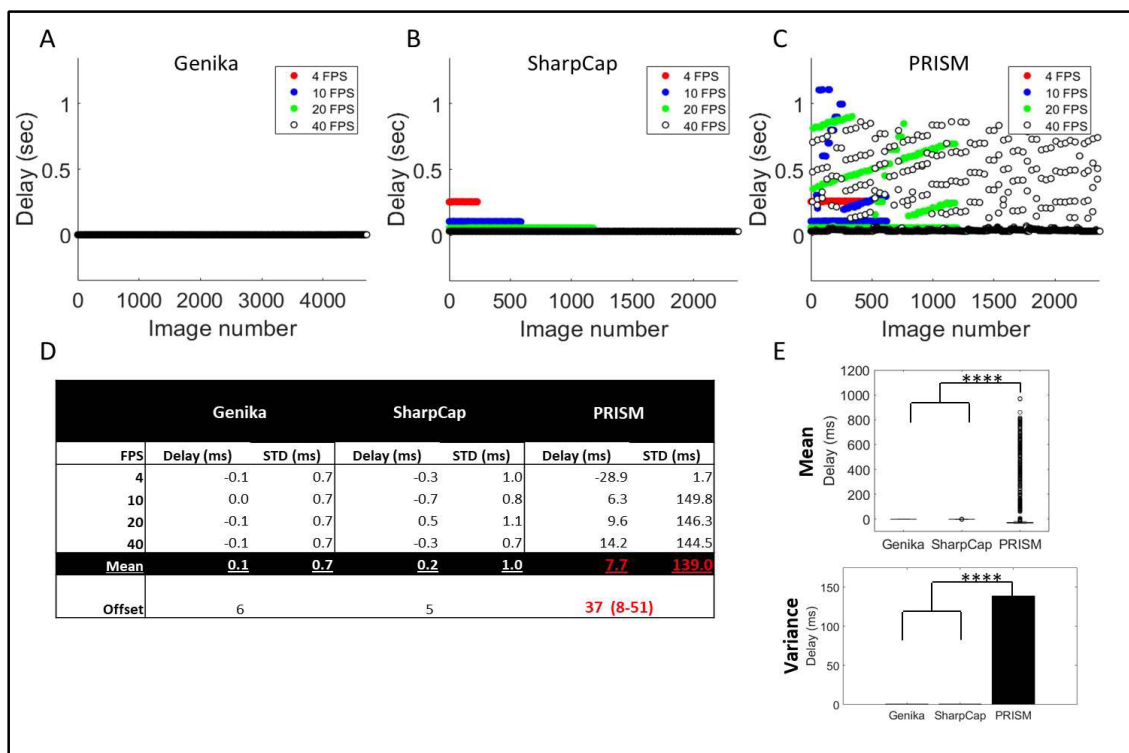 A
Genika
4 FPS
10 FPS
20 FPS
40 FPS
1
0.5
0
Delay (sec)
0 1000 2000 3000 4000
Image number
B
SharpCap
4 FPS
10 FPS
20 FPS
40 FPS
1
0.5
0
Delay (sec)
0 500 1000 1500 2000
Image number
C
PRISM
4 FPS
10 FPS
20 FPS
40 FPS
1
0.5
0
Delay (sec)
0 500 1000 1500 2000
Image number
D
Genika SharpCap PRISM
FPS Delay (ms) STD (ms) Delay (ms) STD (ms) Delay (ms) STD (ms)
4 -0.1 0.7 -0.3 1.0 -28.9 1.7
10 0.0 0.7 -0.7 0.8 6.3 149.8
20 -0.1 0.7 0.5 1.1 9.6 146.3
40 -0.1 0.7 -0.3 0.7 14.2 144.5
Mean 0.1 0.7 0.2 1.0 7.7 139.0
Offset 6 5 37 (8-51)
E
Mean
Delay (ms)
1200
1000
800
600
400
200
0
****
Genika SharpCap PRISM
Variance
Delay (ms)
150
100
50
0
****
Genika SharpCap PRISM